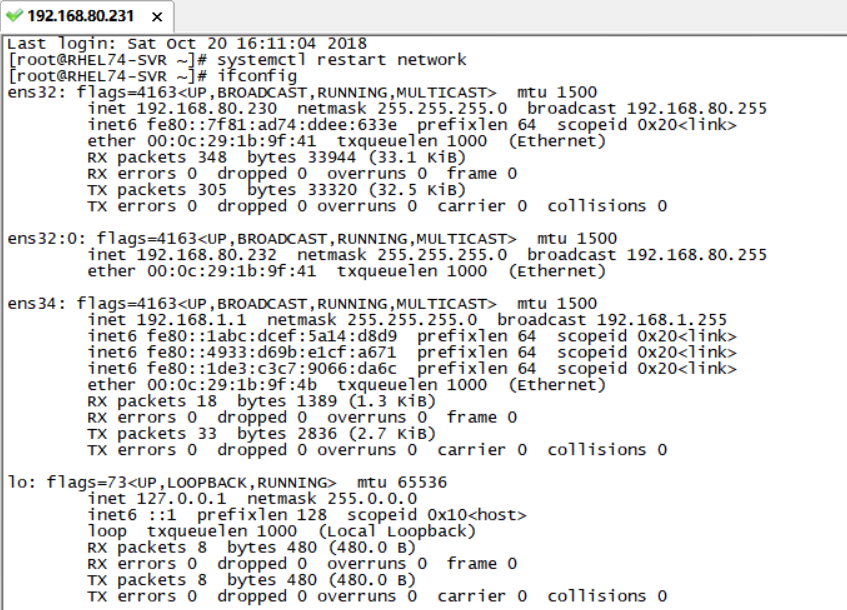 192.168.80.231 ×
Last login: Sat Oct 20 16:11:04 2018
[root@RHEL74-SVR ~]# systemctl restart network
[root@RHEL74-SVR ~]# ifconfig
ens32: flags=4163<UP,BROADCAST,RUNNING,MULTICAST>  mtu 1500
        inet 192.168.80.230  netmask 255.255.255.0  broadcast 192.168.80.255
        inet6 fe80::7f81:ad74:ddee:633e  prefixlen 64  scopeid 0x20<link>
        ether 00:0c:29:1b:9f:41  txqueuelen 1000  (Ethernet)
        RX packets 348  bytes 33944 (33.1 KiB)
        RX errors 0  dropped 0  overruns 0  frame 0
        TX packets 305  bytes 33320 (32.5 KiB)
        TX errors 0  dropped 0 overruns 0  carrier 0  collisions 0
ens32:0: flags=4163<UP,BROADCAST,RUNNING,MULTICAST>  mtu 1500
        inet 192.168.80.232  netmask 255.255.255.0  broadcast 192.168.80.255
        ether 00:0c:29:1b:9f:41  txqueuelen 1000  (Ethernet)
ens34: flags=4163<UP,BROADCAST,RUNNING,MULTICAST>  mtu 1500
        inet 192.168.1.1  netmask 255.255.255.0  broadcast 192.168.1.255
        inet6 fe80::1abc:dcef:5a14:d8d9  prefixlen 64  scopeid 0x20<link>
        inet6 fe80::4933:d69b:e1cf:a671  prefixlen 64  scopeid 0x20<link>
        inet6 fe80::1de3:c3c7:9066:da6c  prefixlen 64  scopeid 0x20<link>
        ether 00:0c:29:1b:9f:4b  txqueuelen 1000  (Ethernet)
        RX packets 18  bytes 1389 (1.3 KiB)
        RX errors 0  dropped 0  overruns 0  frame 0
        TX packets 33  bytes 2836 (2.7 KiB)
        TX errors 0  dropped 0 overruns 0  carrier 0  collisions 0
lo: flags=73<UP,LOOPBACK,RUNNING>  mtu 65536
        inet 127.0.0.1  netmask 255.0.0.0
        inet6 ::1  prefixlen 128  scopeid 0x10<host>
        loop  txqueuelen 1000  (Local Loopback)
        RX packets 8  bytes 480 (480.0 B)
        RX errors 0  dropped 0  overruns 0  frame 0
        TX packets 8  bytes 480 (480.0 B)
        TX errors 0  dropped 0 overruns 0  carrier 0  collisions 0